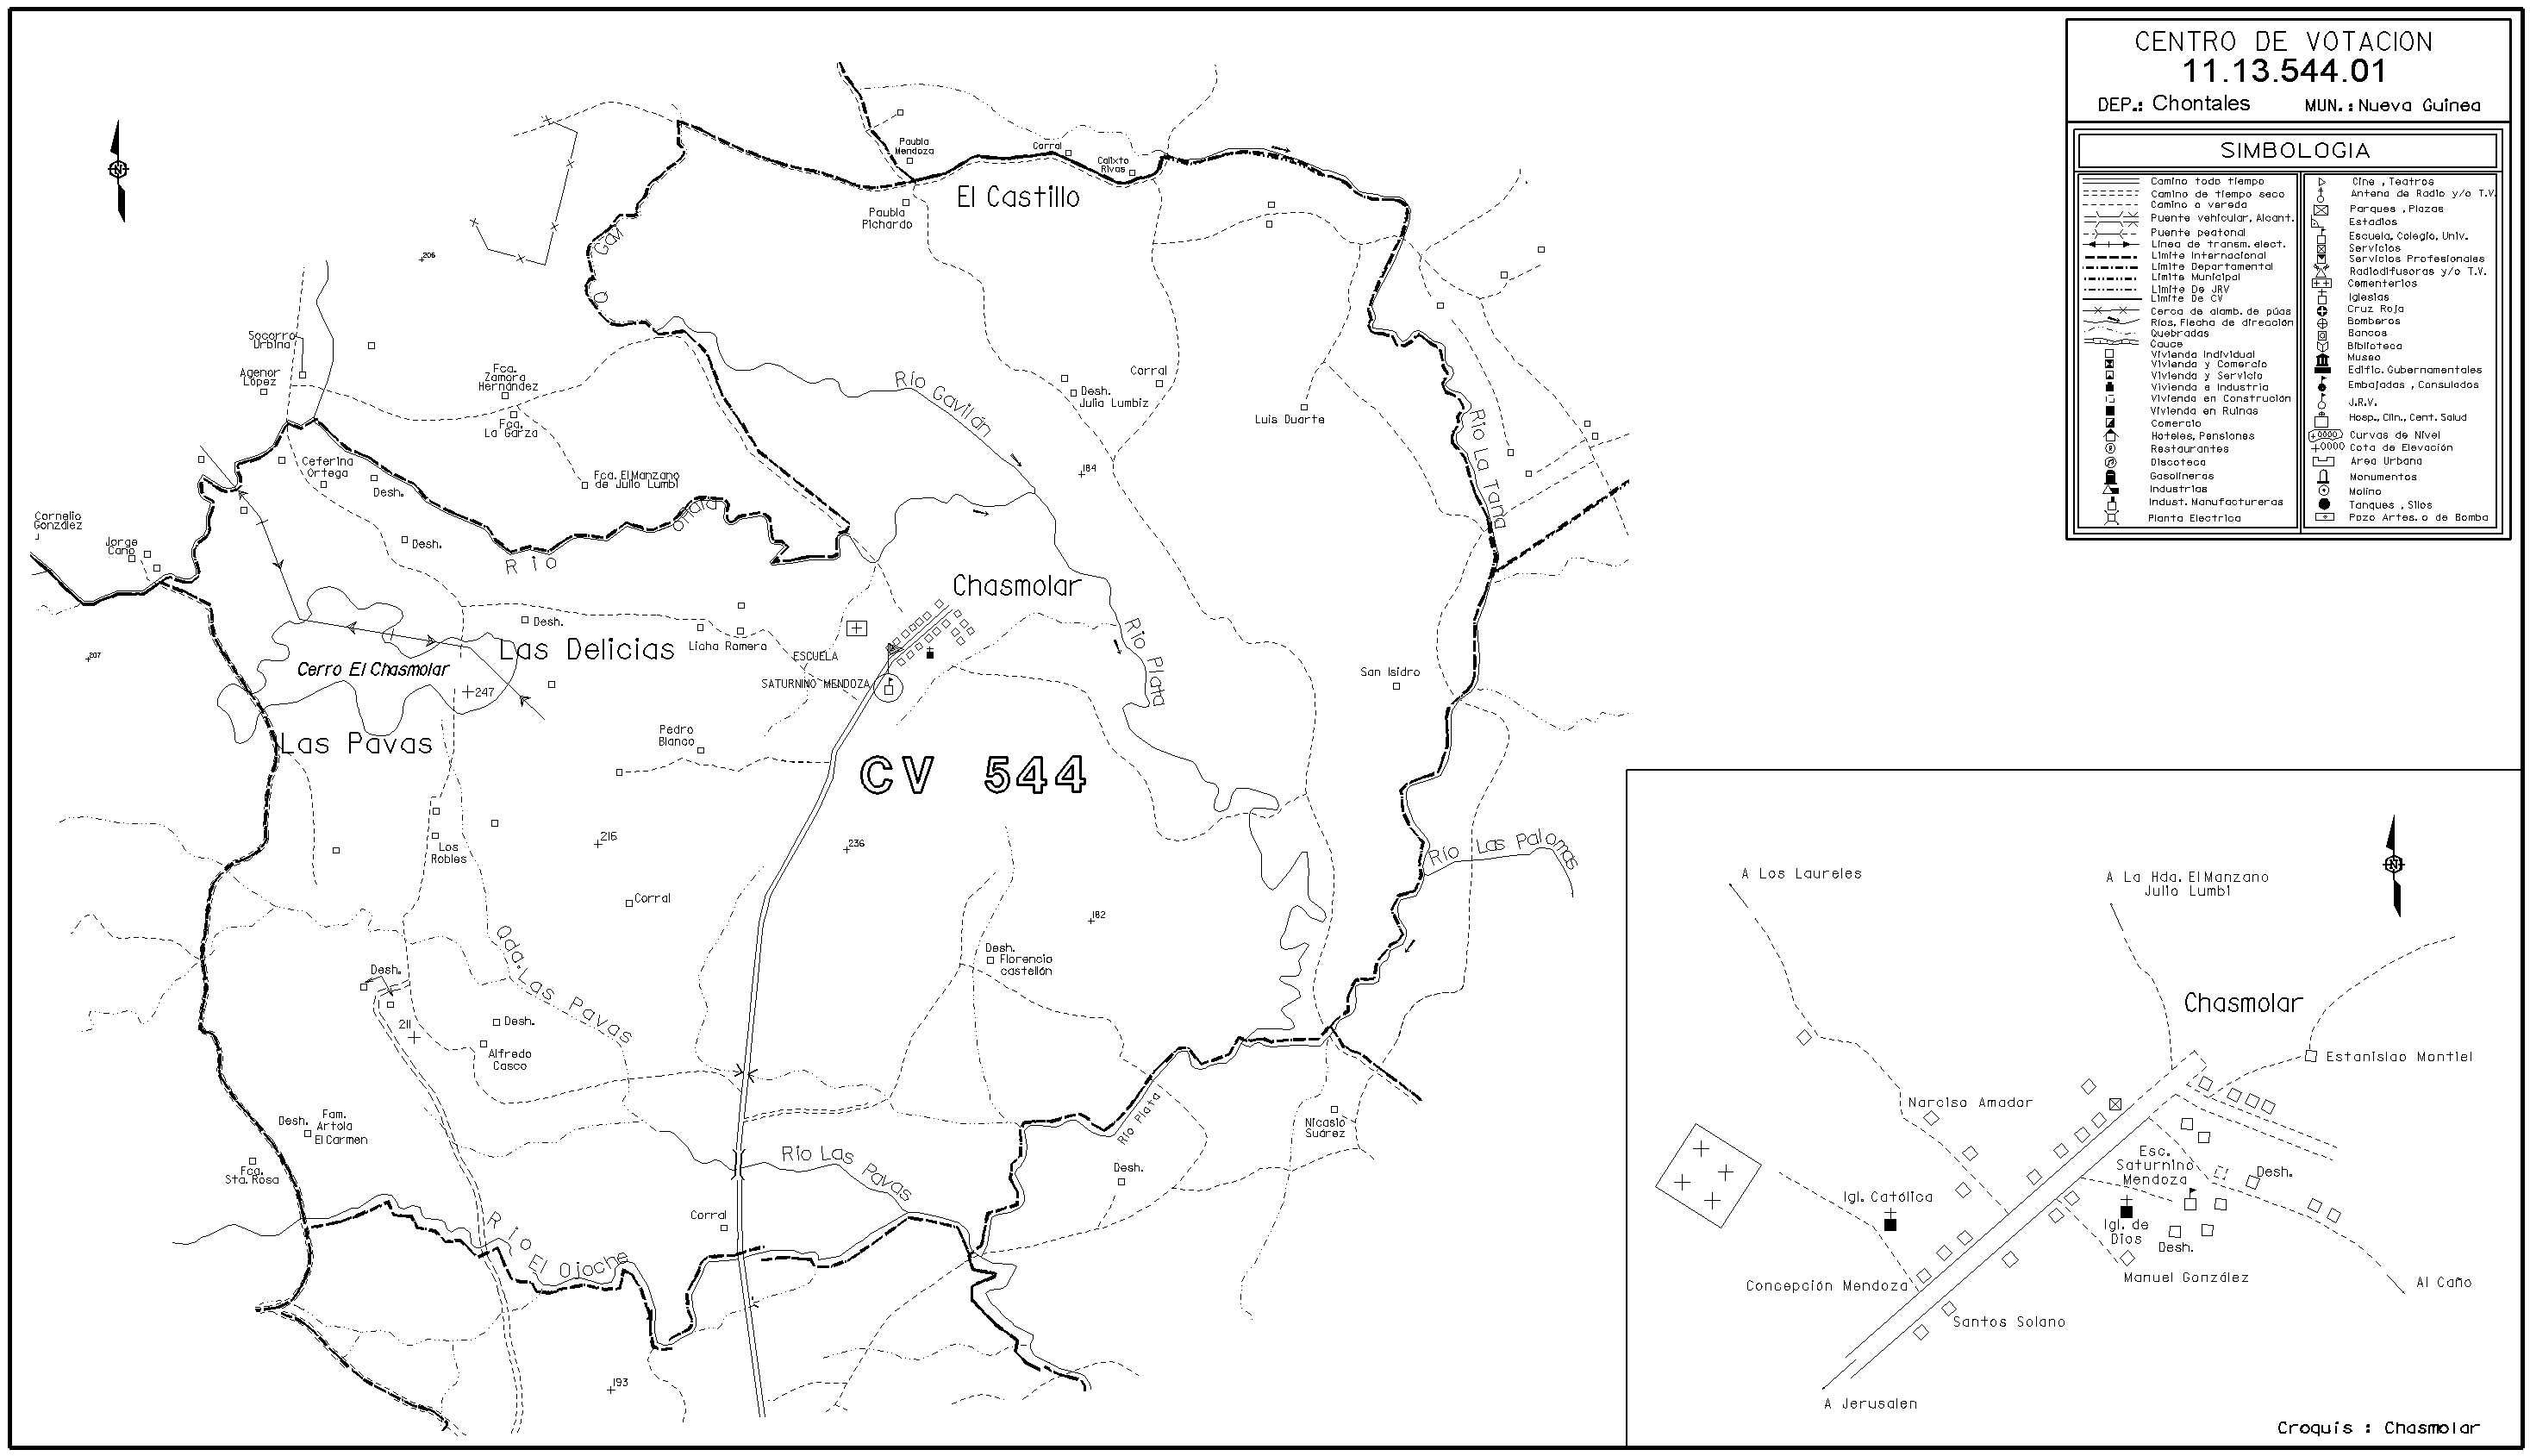 CENTRO DE VOTACION
11.13.544.01
DEP.: Chontales MUN.: Nueva Guinea
SIMBOLOGIA
Camino todo tiempo
Camino de tiempo seco
Camino o vereda
Puente vehicular, Alcant.
Puente peatonal
Linea de transm. elect.
Limite Internacional
Limite Departamental
Limite Municipal
Limite De JRV
Limite De CV
Cerca de alamb. de púas
Ríos, Flecha de dirección
Quebradas
Cauce
Vivienda Individual
Vivienda y Comercio
Vivienda y Servicio
Vivienda e Industria
Vivienda en Construcion
Vivienda en Ruinas
Comercio
Hoteles, Pensiones
Restaurantes
Discoteca
Gasolineras
Industrias
Indust. Manufactureras
Planta Electrica
Cine , Teatros
Antena de Radio y/o T.V.
Parques , Plazas
Estadios
Escuela, Colegio, Univ.
Servicios
Servicios Profesionales
Radiodifusoras y/o T.V.
Cementerios
Iglesias
Cruz Roja
Bomberos
Bancos
Biblioteca
Museo
Edific. Gubernamentales
Embajadas , Consulados
J.R.V.
Hosp., Clin., Cent. Salud
Curvas de Nivel
Cota de Elevación
Area Urbana
Monumentos
Molino
Tanques , Silos
Pozo Artes. o de Bomba
N
Paubla
Mendoza
Corral
Calixto
Rivas
El Castillo
Paubla
Pichardo
Q Gavi
206
Socorro
Urbina
Agenor
López
Fca.
Zamora
Hernández
Fca.
La Garza
Río Gavilán
Corral
Desh.
Julia Lumbiz
Luis Duarte
Río La Tana
Ceferina
Ortega
Desh.
Fca. El Manzano
de Julio Lumbi
184
Cornelio
González
Jorge
Cano
Desh.
Río
Chasmolar
Desh.
Las Delicias
Liaha Romero
ESCUELA
SATURNINO MENDOZA
Río Plata
207
Cerro El Chasmolar
247
San Isidro
Las Pavas
Pedro
Blanco
CV 544
Los
Robles
216
236
Río Las Palomas
Corral
182
Qda. Las Pavas
Desh.
Florencio
castellón
Desh.
211
Desh.
Alfredo
Casco
Desh.
Fam.
Artola
El Carmen
Río Plata
Nicasio
Suárez
Fca.
Sta. Rosa
Río Las Pavas
Desh.
Corral
Río El Ojoche
193
N
A Los Laureles
A La Hda. El Manzano
Julio Lumbi
Chasmolar
Estanislao Montiel
Narciso Amador
Esc.
Saturnino
Mendoza
Desh.
Igl. Católica
Igl. de
Dios
Desh.
Concepción Mendoza
Manuel González
Al Caño
Santos Solano
A Jerusalen
Croquis : Chasmolar